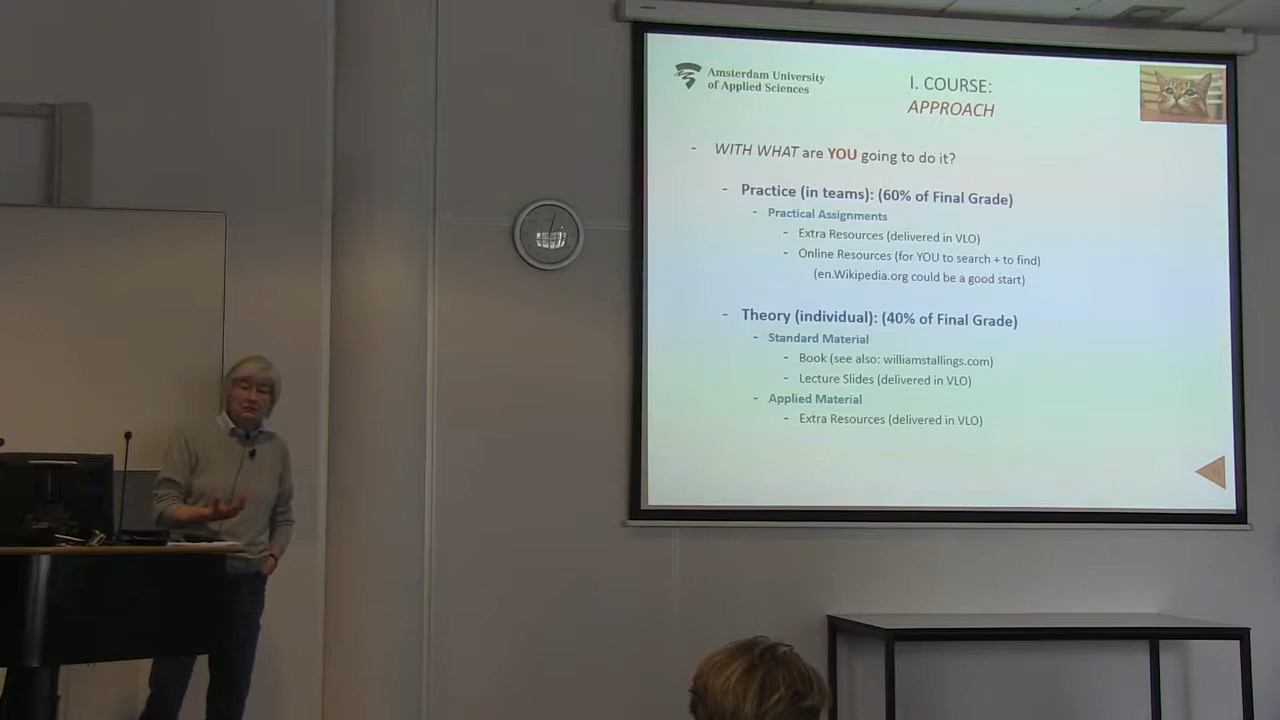 Amsterdam University
of Applied Sciences
I. COURSE:
APPROACH
- WITH WHAT are YOU going to do it?
- Practice (in teams): (60% of Final Grade)
- Practical Assignments
- Extra Resources (delivered in VLO)
- Online Resources (for YOU to search + to find)
(en.Wikipedia.org could be a good start)
- Theory (individual): (40% of Final Grade)
- Standard Material
- Book (see also: williamstallings.com)
- Lecture Slides (delivered in VLO)
- Applied Material
- Extra Resources (delivered in VLO)